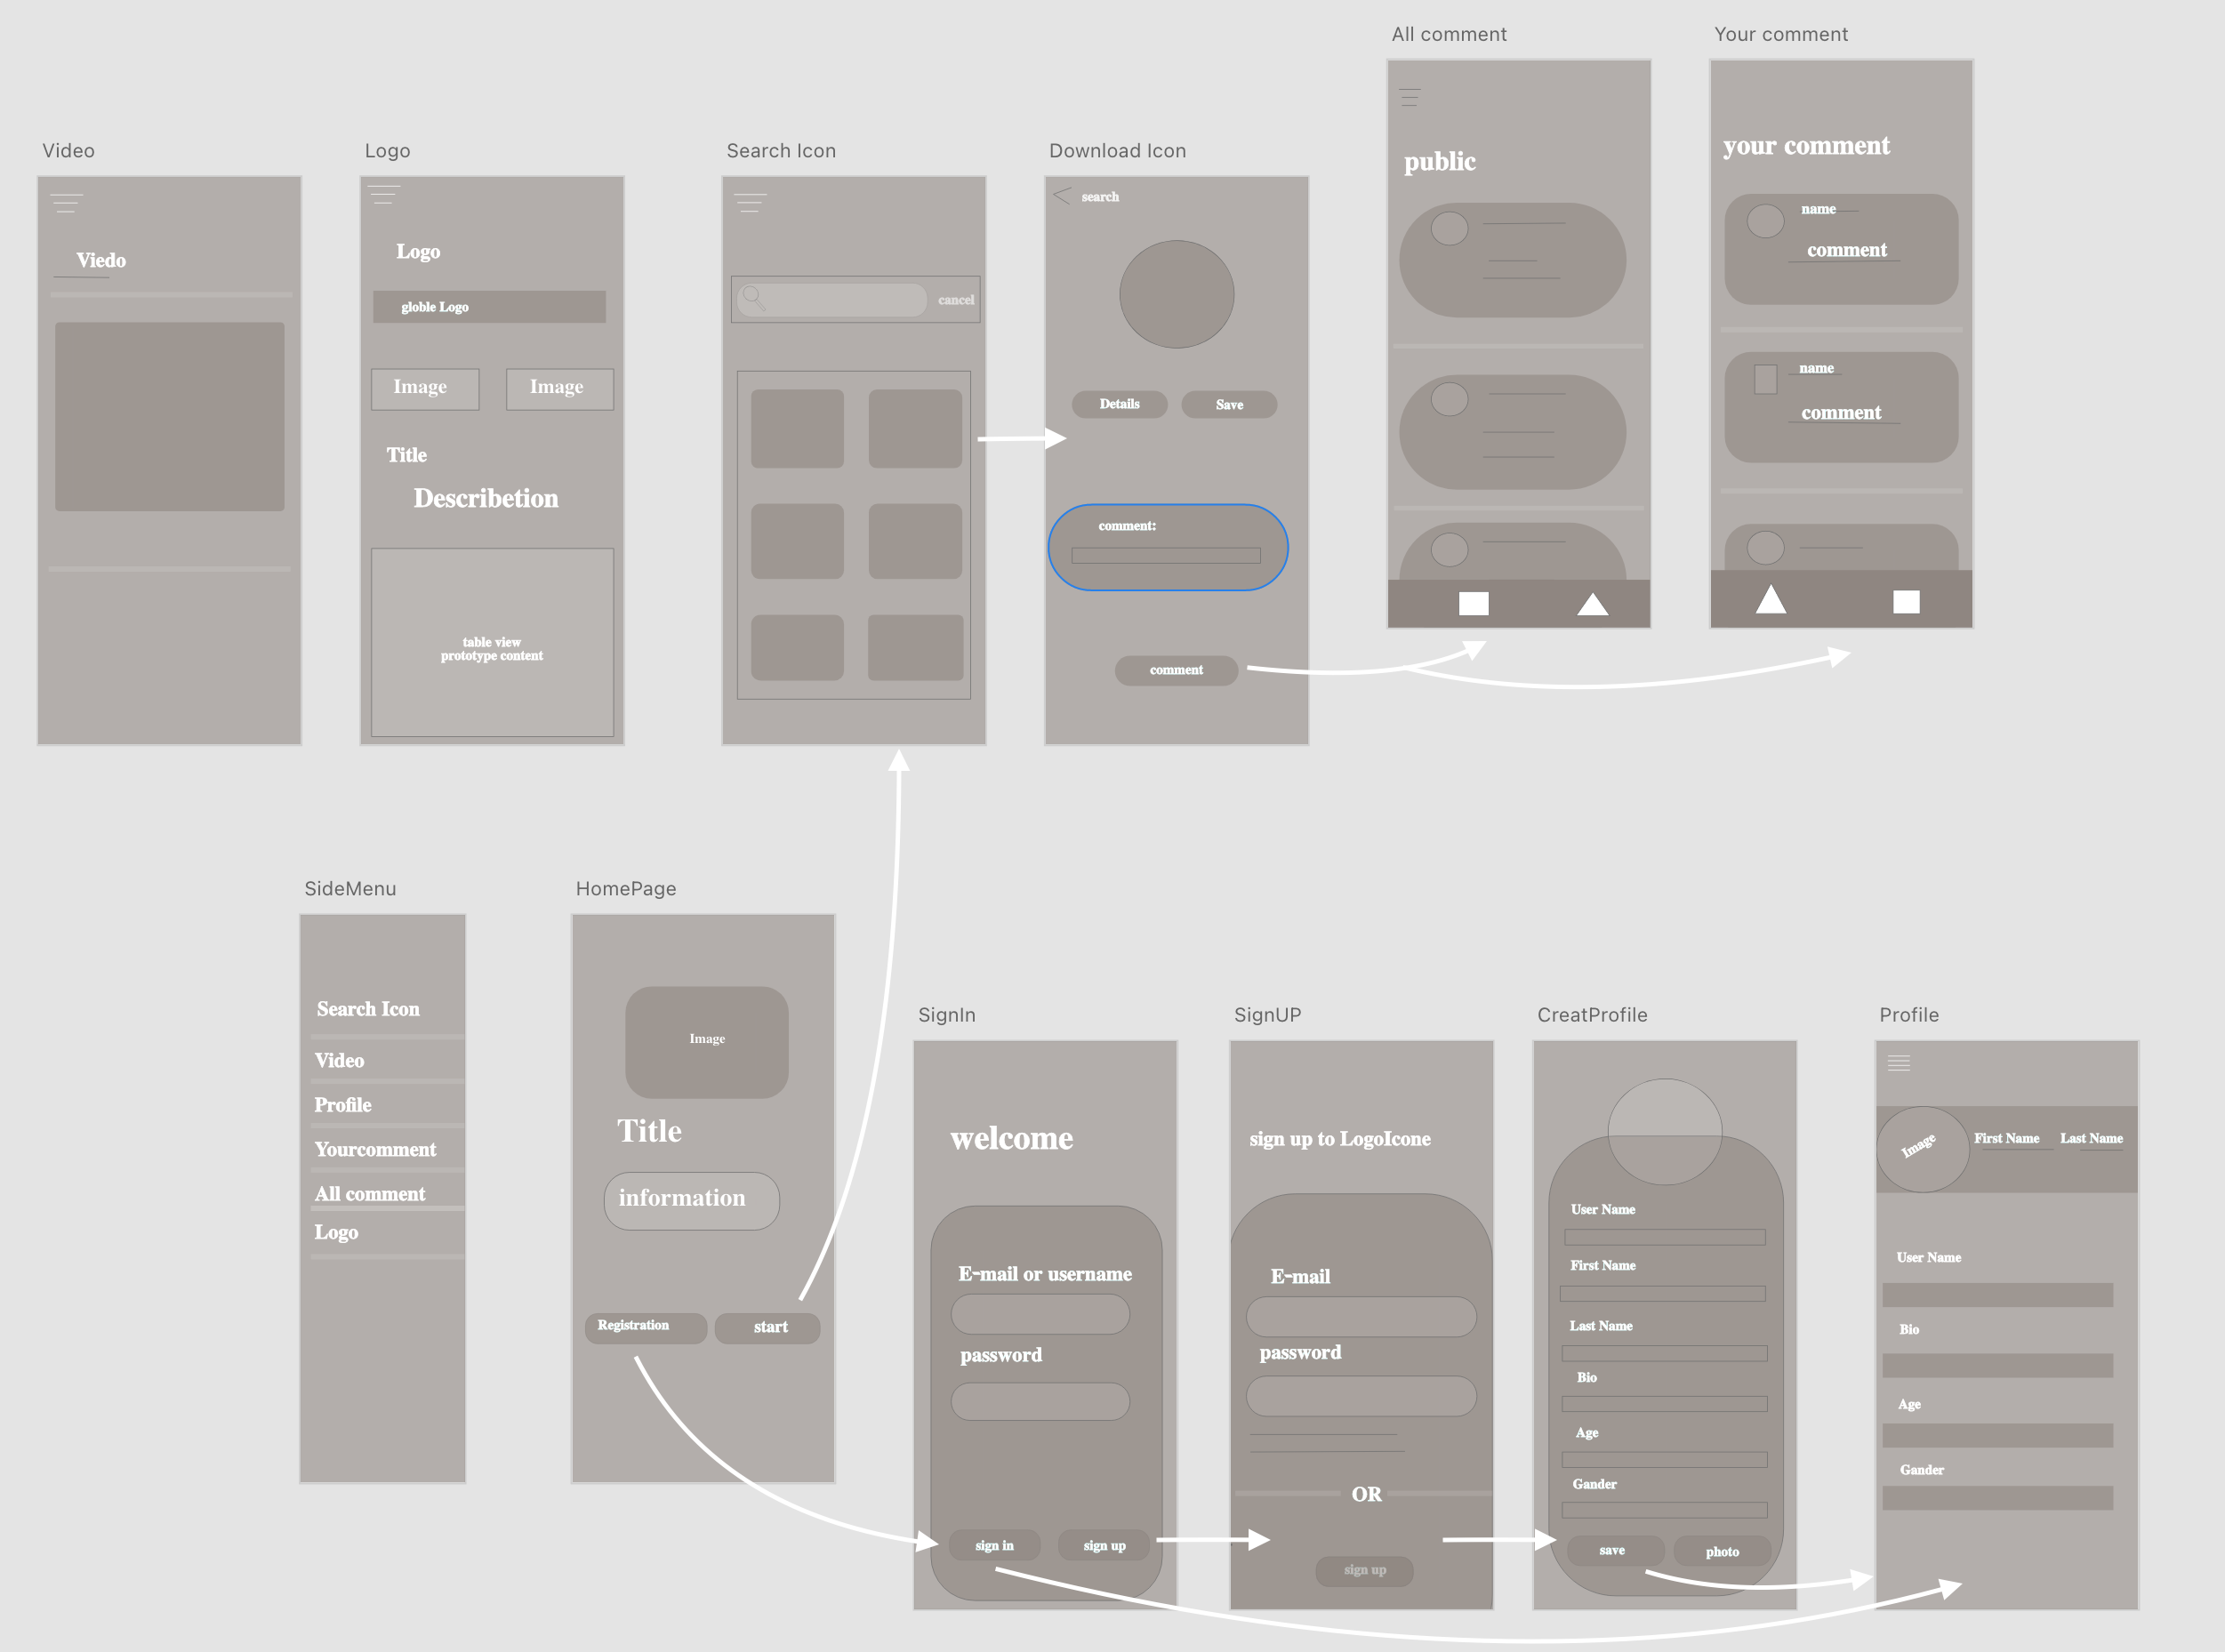 All comment
Your comment
public
your comment
name
comment
name
comment
Video
Logo
Search Icon
Download Icon
Viedo
Logo
globle Logo
Image
Image
Title
Describetion
table view
prototype content
cancel
search
Details
Save
comment:
comment
SideMenu
HomePage
Search Icon
Video
Profile
Yourcomment
All comment
Logo
Image
Title
information
Registration
start
SignIn
SignUP
CreatProfile
Profile
welcome
E-mail or username
password
sign in
sign up
sign up to LogoIcone
E-mail
password
OR
sign up
User Name
First Name
Last Name
Bio
Age
Gander
save
photo
Image
First Name
Last Name
User Name
Bio
Age
Gander